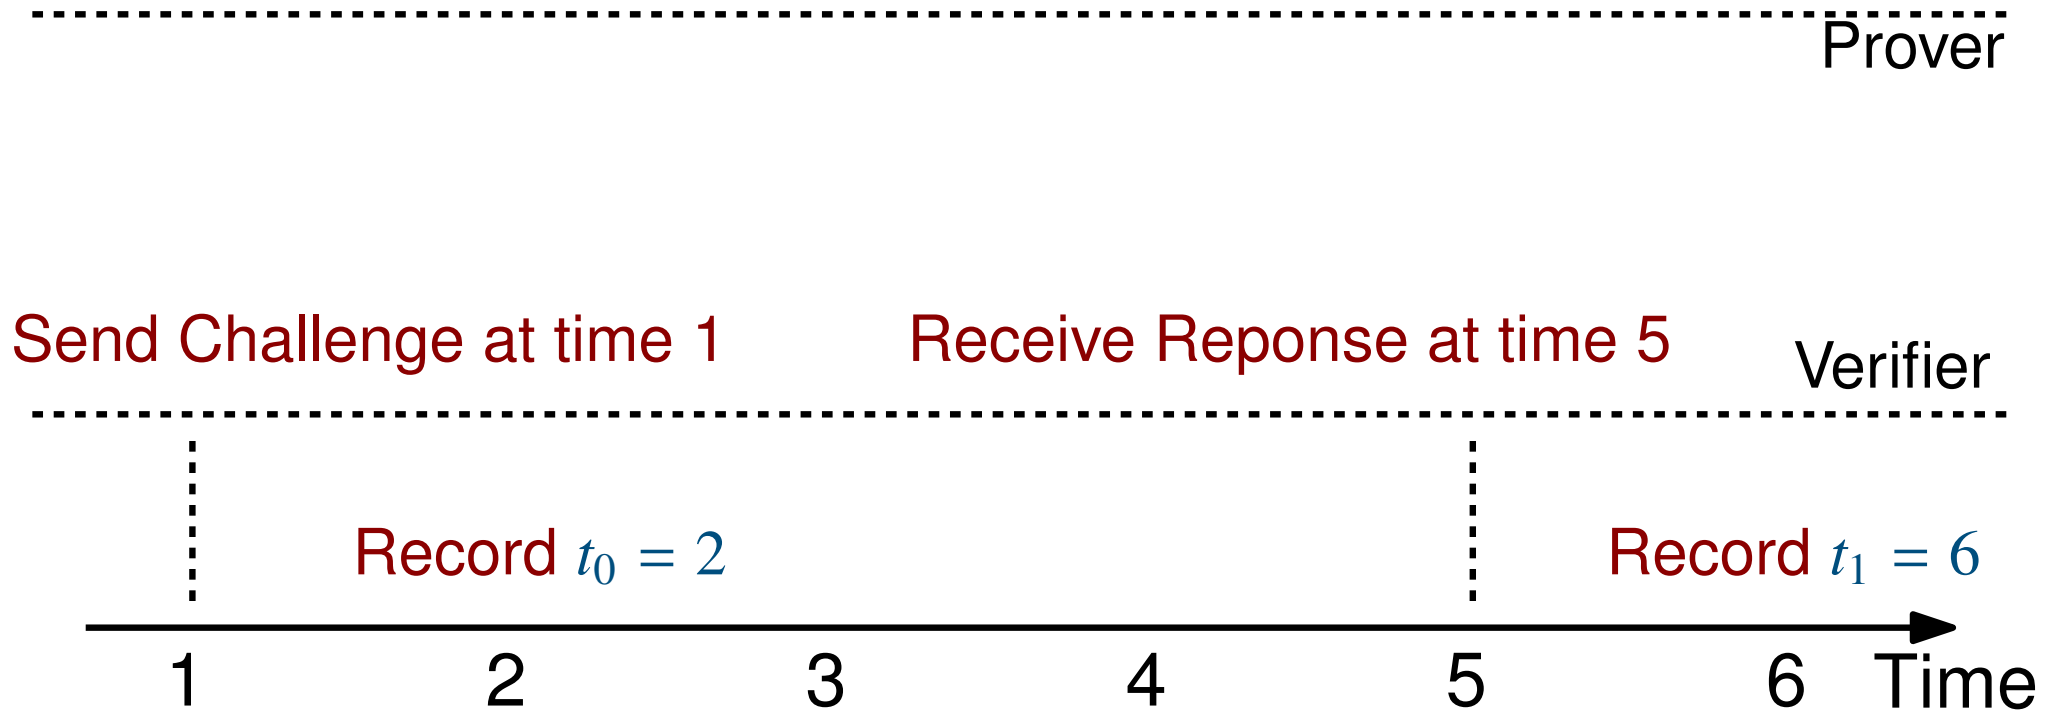 Prover
Send Challenge at time 1
Receive Reponse at time 5
Verifier
Record t₀ = 2
Record t₁ = 6
1 2 3 4 5 6 Time